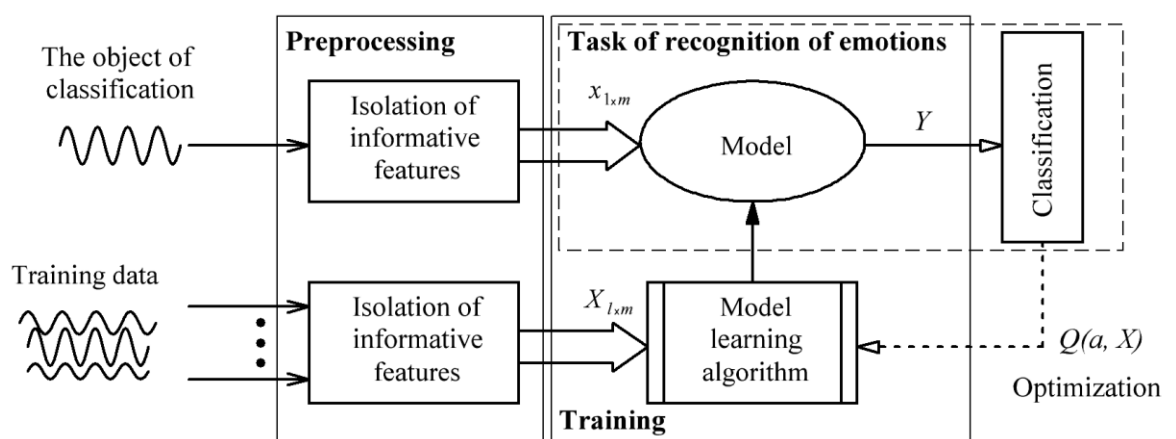 The object of
classification
Preprocessing
Isolation of
informative
features
Task of recognition of emotions
x 1×m
Model
Y
Classification
Training data
Isolation of
informative
features
X l×m
Model
learning
algorithm
Training
Q(a, X)
Optimization